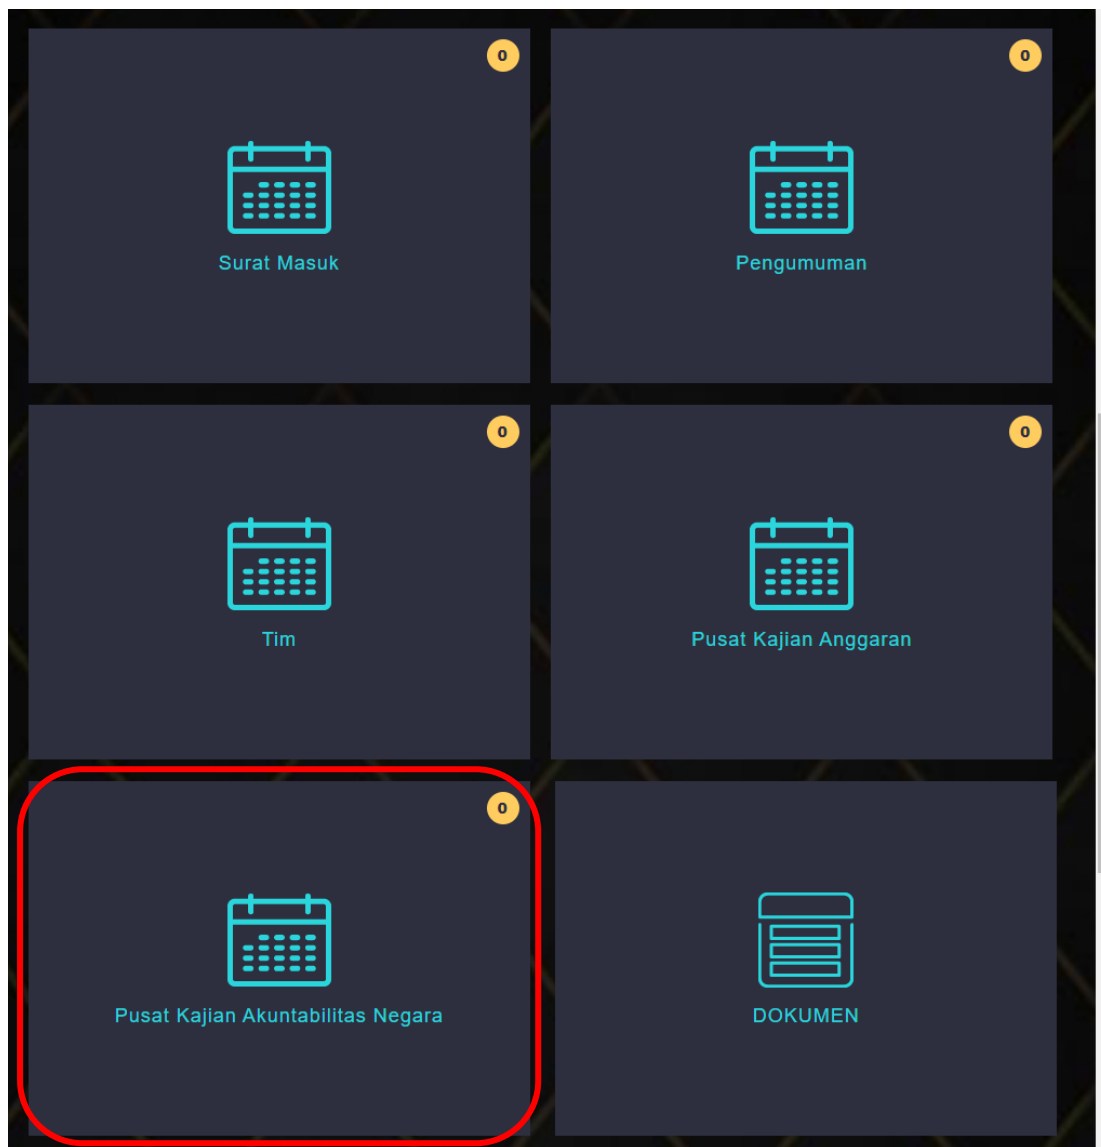 0
0
Surat Masuk
Pengumuman
0
0
Tim
Pusat Kajian Anggaran
0
Pusat Kajian Akuntabilitas Negara
DOKUMEN